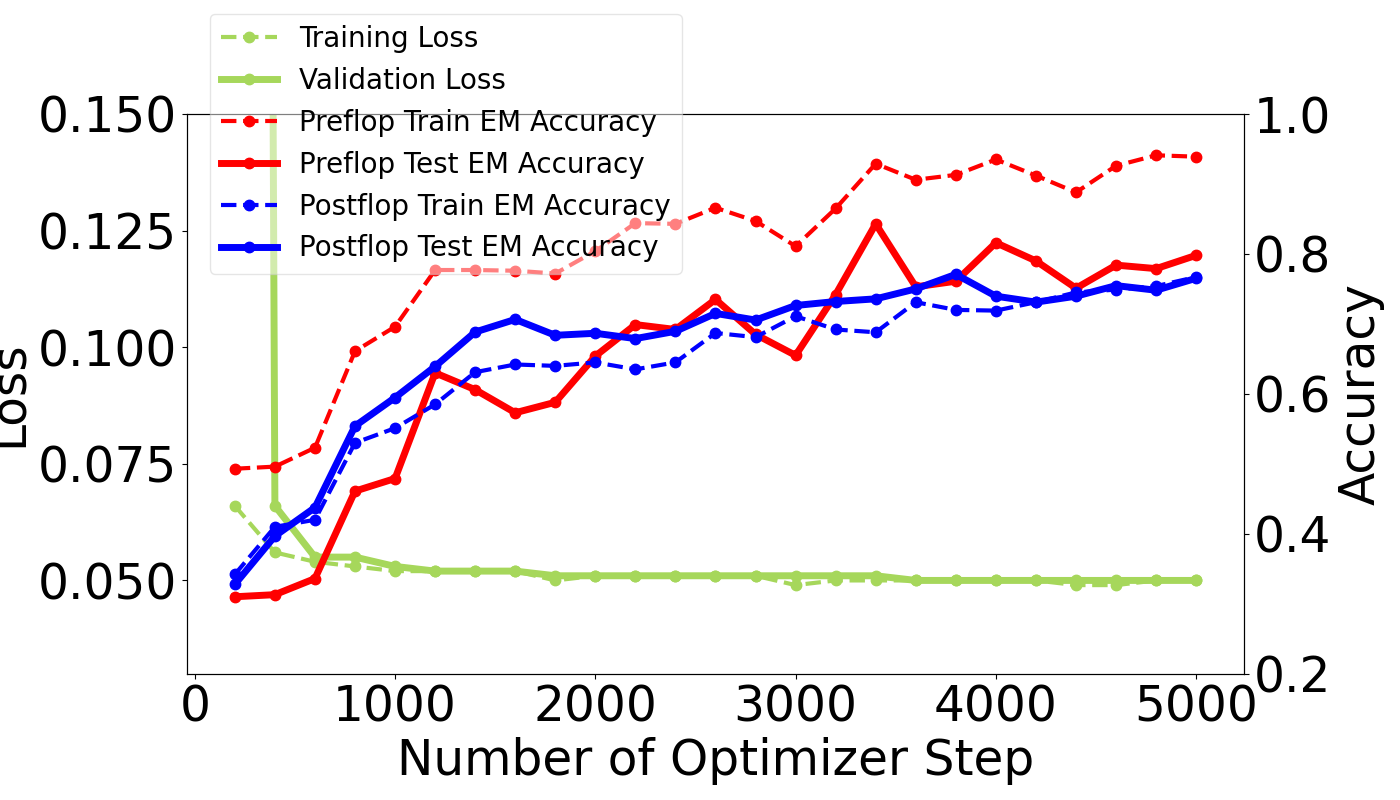 Training Loss
Validation Loss
Preflop Train EM Accuracy
Preflop Test EM Accuracy
Postflop Train EM Accuracy
Postflop Test EM Accuracy
0.150
0.125
0.100
0.075
0.050
Loss
1.0
0.8
0.6
0.4
0.2
Accuracy
0 1000 2000 3000 4000 5000
Number of Optimizer Step